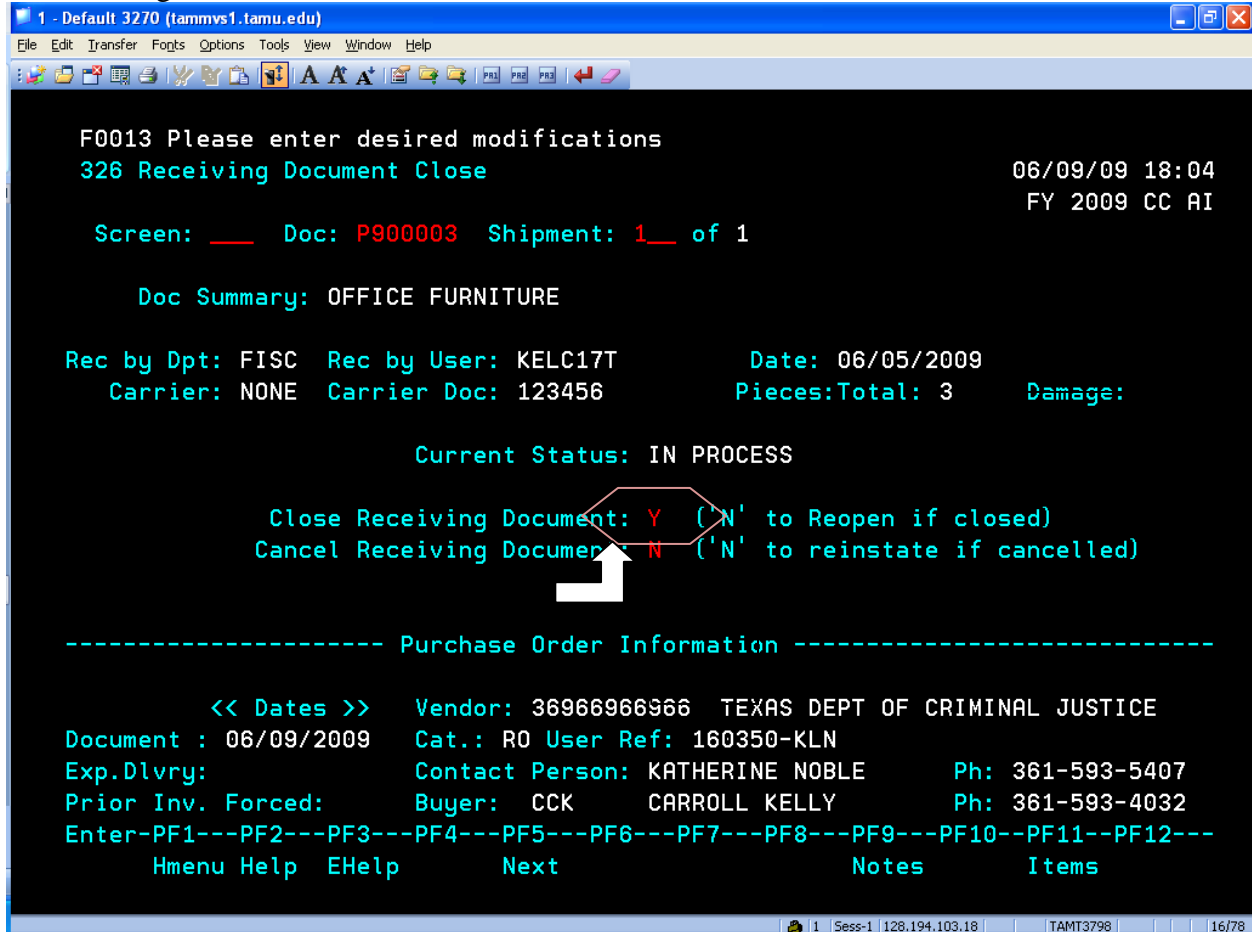 1 - Default 3270 (tammvs1.tamu.edu)
File Edit Transfer Fonts Options Tools View Window Help
PR1 PR2 PR3
F0013 Please enter desired modifications
326 Receiving Document Close 06/09/09 18:04
FY 2009 CC AI
Screen: ___ Doc: P900003 Shipment: 1__ of 1
Doc Summary: OFFICE FURNITURE
Rec by Dpt: FISC Rec by User: KELC17T Date: 06/05/2009
Carrier: NONE Carrier Doc: 123456 Pieces:Total: 3 Damage:
Current Status: IN PROCESS
Close Receiving Document: Y ('N' to Reopen if closed)
Cancel Receiving Document: N ('N' to reinstate if cancelled)
---------------------- Purchase Order Information -----------------------------
<< Dates >> Vendor: 36966966966 TEXAS DEPT OF CRIMINAL JUSTICE
Document : 06/09/2009 Cat.: RO User Ref: 160350-KLN
Exp.Dlvry: Contact Person: KATHERINE NOBLE Ph: 361-593-5407
Prior Inv. Forced: Buyer: CCK CARROLL KELLY Ph: 361-593-4032
Enter-PF1---PF2---PF3---PF4---PF5---PF6---PF7---PF8---PF9---PF10--PF11--PF12---
Hmenu Help EHelp Next Notes Items
1 Sess-1 128.194.103.18 TAMT3798 16/78